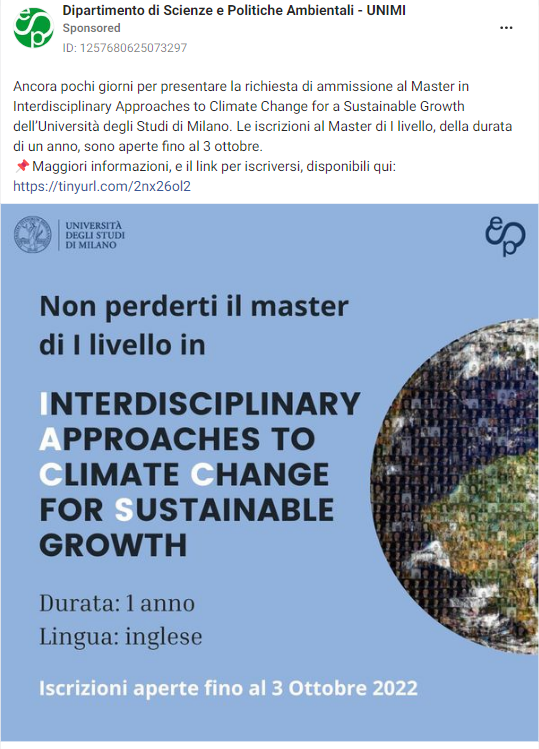 Dipartimento di Scienze e Politiche Ambientali - UNIMI
Sponsored
ID: 1257680625073297
Ancora pochi giorni per presentare la richiesta di ammissione al Master in
Interdisciplinary Approaches to Climate Change for a Sustainable Growth
dell'Università degli Studi di Milano. Le iscrizioni al Master di I livello, della durata
di un anno, sono aperte fino al 3 ottobre.
📌Maggiori informazioni, e il link per iscriversi, disponibili qui:
https://tinyurl.com/2nx26ol2
UNIVERSITÀ
DEGLI STUDI
DI MILANO
esp
Non perderti il master
di I livello in
INTERDISCIPLINARY
APPROACHES TO
CLIMATE CHANGE
FOR SUSTAINABLE
GROWTH
Durata: 1 anno
Lingua: inglese
Iscrizioni aperte fino al 3 Ottobre 2022